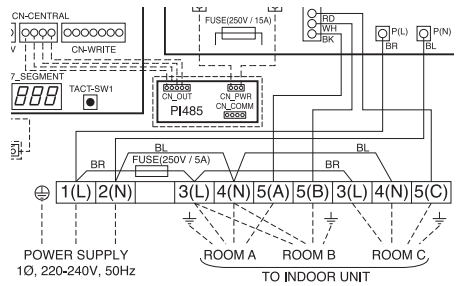 CN-CENTRAL
CN-WRITE
FUSE(250V / 15A)
RD
WH
BK
P(L)
P(N)
BR
BL
7_SEGMENT
TACT-SW1
CN_OUT
CN_PWR
CN_COMM
PI485
BR
FUSE(250V / 5A)
BL
BR
BL
1(L) 2(N) 3(L) 4(N) 5(A) 5(B) 3(L) 4(N) 5(C)
POWER SUPPLY
1Ø, 220-240V, 50Hz
ROOM A ROOM B ROOM C
TO INDOOR UNIT